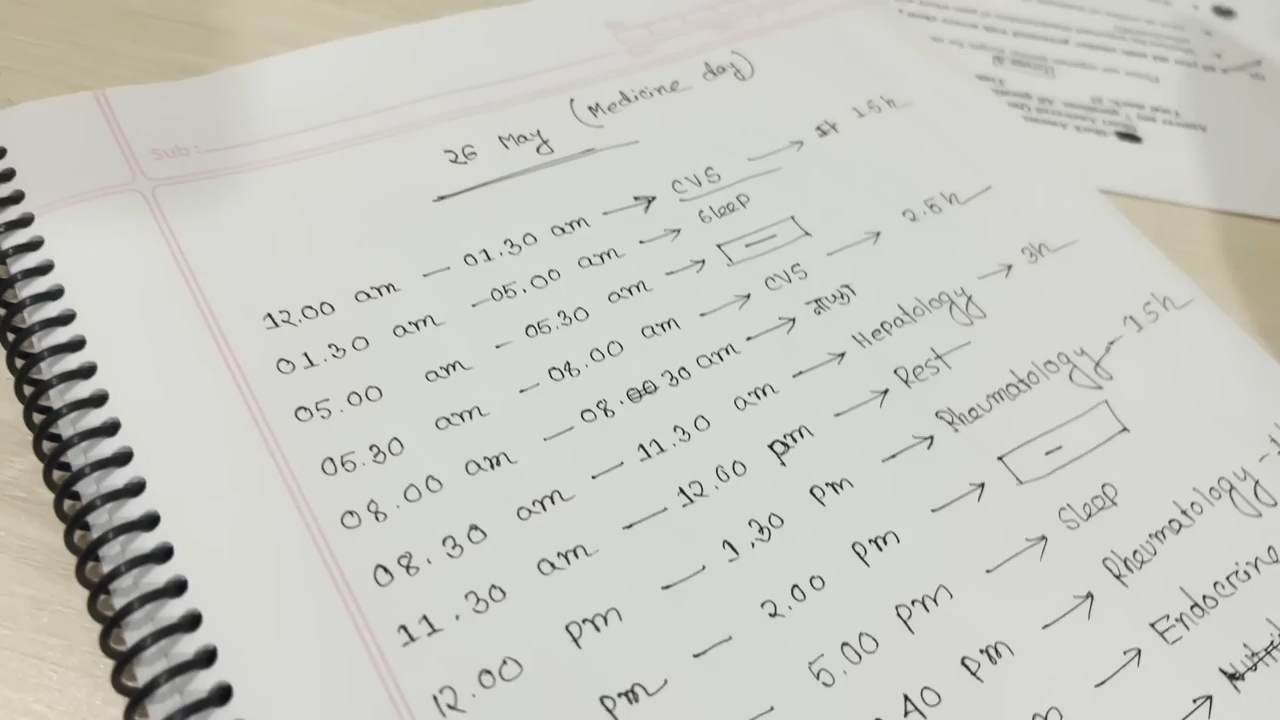 Sub:
26 May (Medicine day)
12.00 am — 01.30 am → CVS → 1.5 h
01.30 am — 05.00 am → Sleep
05.00 am — 05.30 am → -
05.30 am — 08.00 am → CVS → 2.5 h
08.00 am — 08.30 am →
08.30 am — 11.30 am → Hepatology → 3h
11.30 am — 12.00 pm → Rest
12.00 pm — 1.30 pm → Rheumatology - 1.5 h
pm — 2.00 pm → -
5.00 pm → Sleep
40 pm → Rheumatology -
→ Endocrine